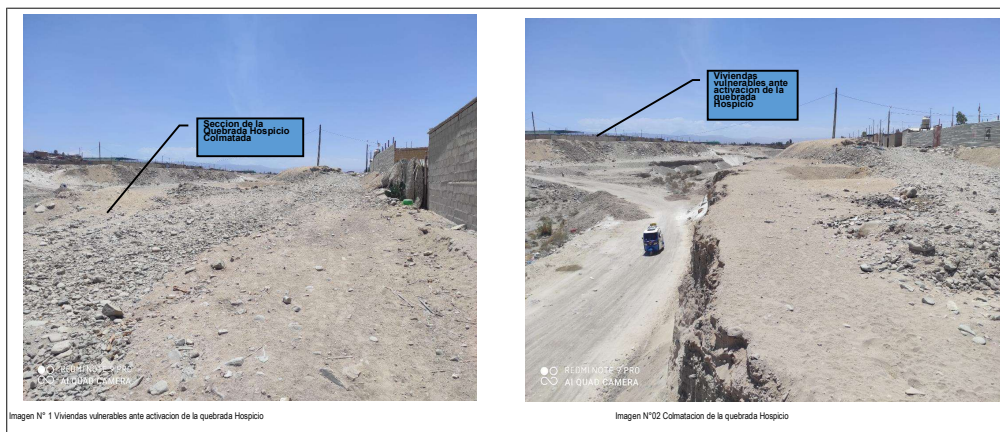 Seccion de la
Quebrada Hospicio
Colmatada
REDMI NOTE 9 PRO
AI QUAD CAMERA
Viviendas
vulnerables ante
activacion de la
quebrada
Hospicio
REDMI NOTE 9 PRO
AI QUAD CAMERA
Imagen N° 1 Viviendas vulnerables ante activacion de la quebrada Hospicio
Imagen N°02 Colmatacion de la quebrada Hospicio